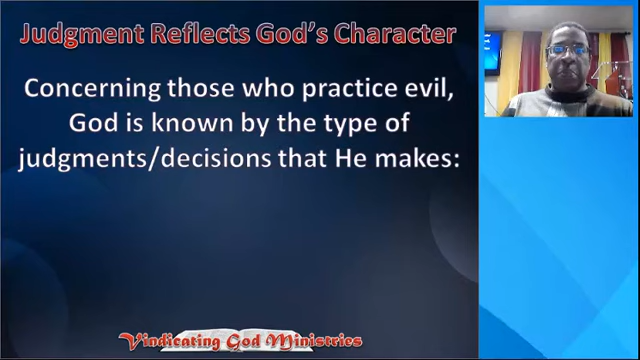 Judgment Reflects God's Character
Concerning those who practice evil,
God is known by the type of
judgments/decisions that He makes:
Vindicating God Ministries